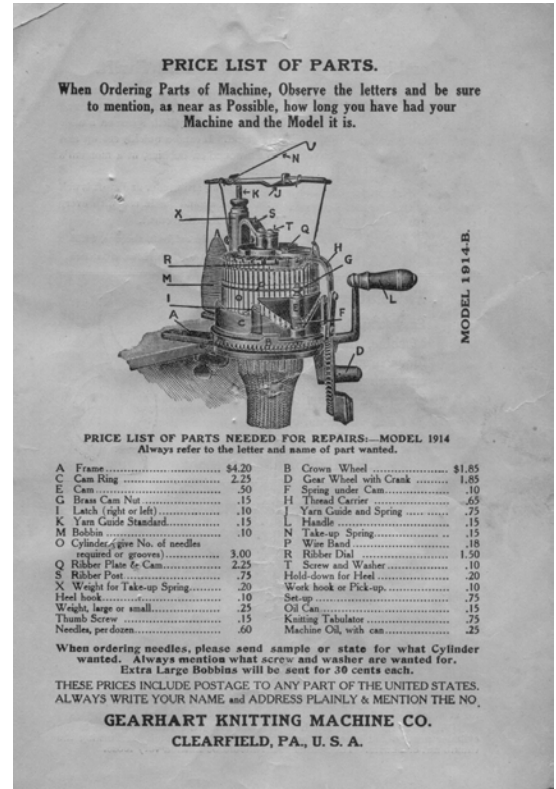 PRICE LIST OF PARTS.
When Ordering Parts of Machine, Observe the letters and be sure
to mention, as near as Possible, how long you have had your
Machine and the Model it is.
N
K
J
X
S
T
Q
R
H
M
G
I
L
A
F
E
O
C
B
D
MODEL 1914-B.
PRICE LIST OF PARTS NEEDED FOR REPAIRS:—MODEL 1914
Always refer to the letter and name of part wanted.
A Frame $4.20
C Cam Ring 2.25
E Cam .50
G Brass Cam Nut .15
I Latch (right or left) .10
K Yarn Guide Standard .15
M Bobbin .10
O Cylinder, give No. of needles
required or grooves) 3.00
Q Ribber Plate & Cam 2.25
S Ribber Post .75
X Weight for Take-up Spring .20
Heel hook .10
Weight, large or small .25
Thumb Screw .15
Needles, per dozen .60
B Crown Wheel $1.85
D Gear Wheel with Crank 1.85
F Spring under Cam .10
H Thread Carrier .65
J Yarn Guide and Spring .75
L Handle .15
N Take-up Spring .15
P Wire Band .18
R Ribber Dial 1.50
T Screw and Washer .10
Hold-down for Heel .20
Work hook or Pick-up. .10
Set-up .75
Oil Can .15
Knitting Tabulator .75
Machine Oil, with can .25
When ordering needles, please send sample or state for what Cylinder
wanted. Always mention what screw and washer are wanted for.
Extra Large Bobbins will be sent for 30 cents each.
THESE PRICES INCLUDE POSTAGE TO ANY PART OF THE UNITED STATES.
ALWAYS WRITE YOUR NAME and ADDRESS PLAINLY & MENTION THE NO
GEARHART KNITTING MACHINE CO.
CLEARFIELD, PA., U. S. A.